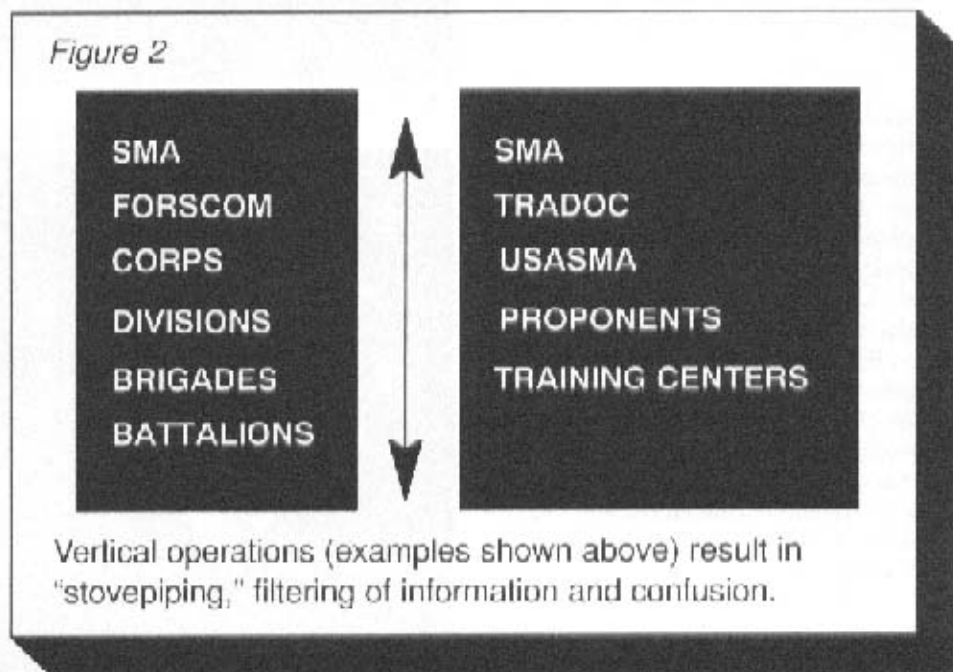 Figure 2
SMA
FORSCOM
CORPS
DIVISIONS
BRIGADES
BATTALIONS
SMA
TRADOC
USASMA
PROPONENTS
TRAINING CENTERS
Vertical operations (examples shown above) result in
“stovepiping,” filtering of information and confusion.